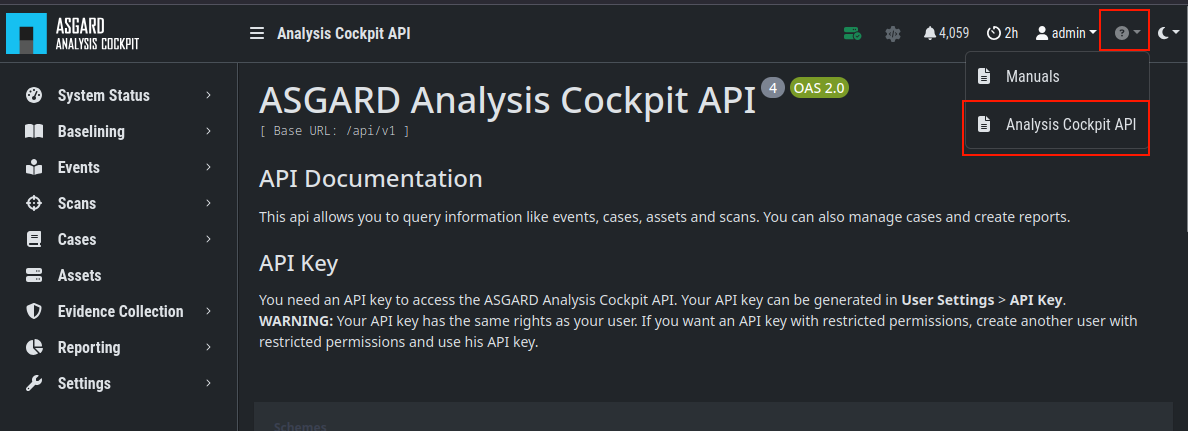 ASGARD
ANALYSIS COCKPIT
Analysis Cockpit API
4,059
2h
admin
?
Manuals
Analysis Cockpit API
System Status
Baselining
Events
Scans
Cases
Assets
Evidence Collection
Reporting
Settings
ASGARD Analysis Cockpit API 4 OAS 2.0
[ Base URL: /api/v1 ]
API Documentation
This api allows you to query information like events, cases, assets and scans. You can also manage cases and create reports.
API Key
You need an API key to access the ASGARD Analysis Cockpit API. Your API key can be generated in User Settings > API Key.
WARNING: Your API key has the same rights as your user. If you want an API key with restricted permissions, create another user with
restricted permissions and use his API key.
Schemes